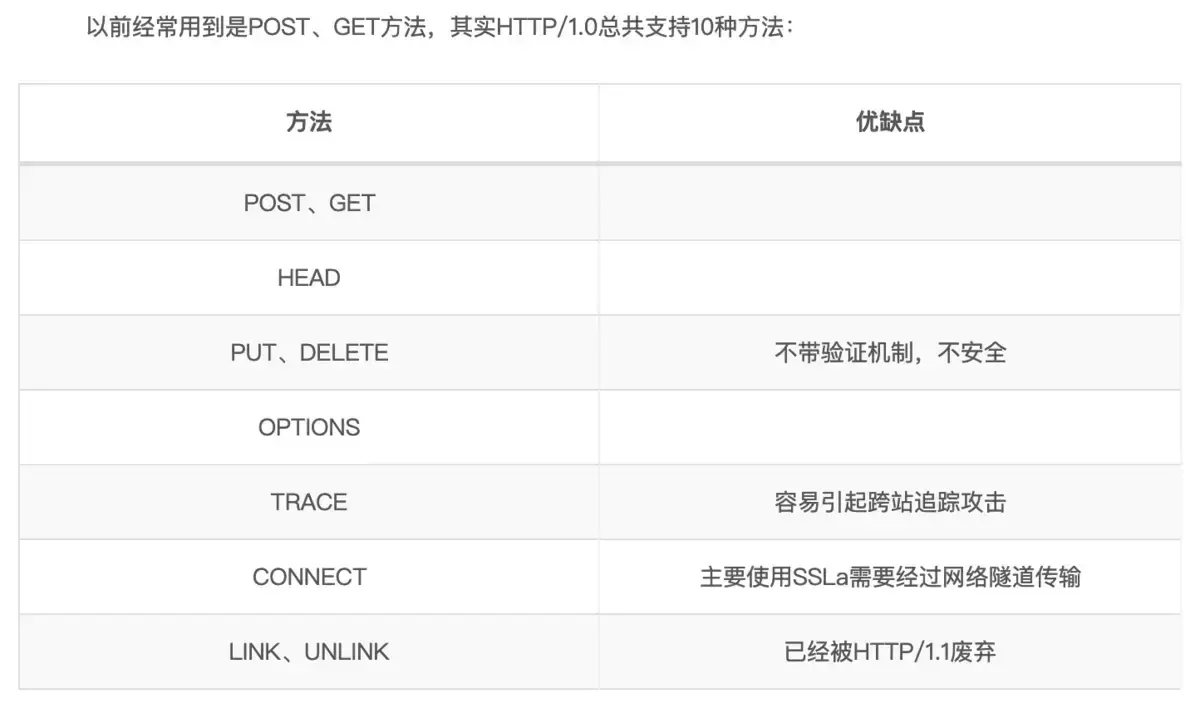 以前经常用到是POST、GET方法，其实HTTP/1.0总共支持10种方法：
方法 优缺点
POST、GET
HEAD
PUT、DELETE 不带验证机制，不安全
OPTIONS
TRACE 容易引起跨站追踪攻击
CONNECT 主要使用SSLa需要经过网络隧道传输
LINK、UNLINK 已经被HTTP/1.1废弃